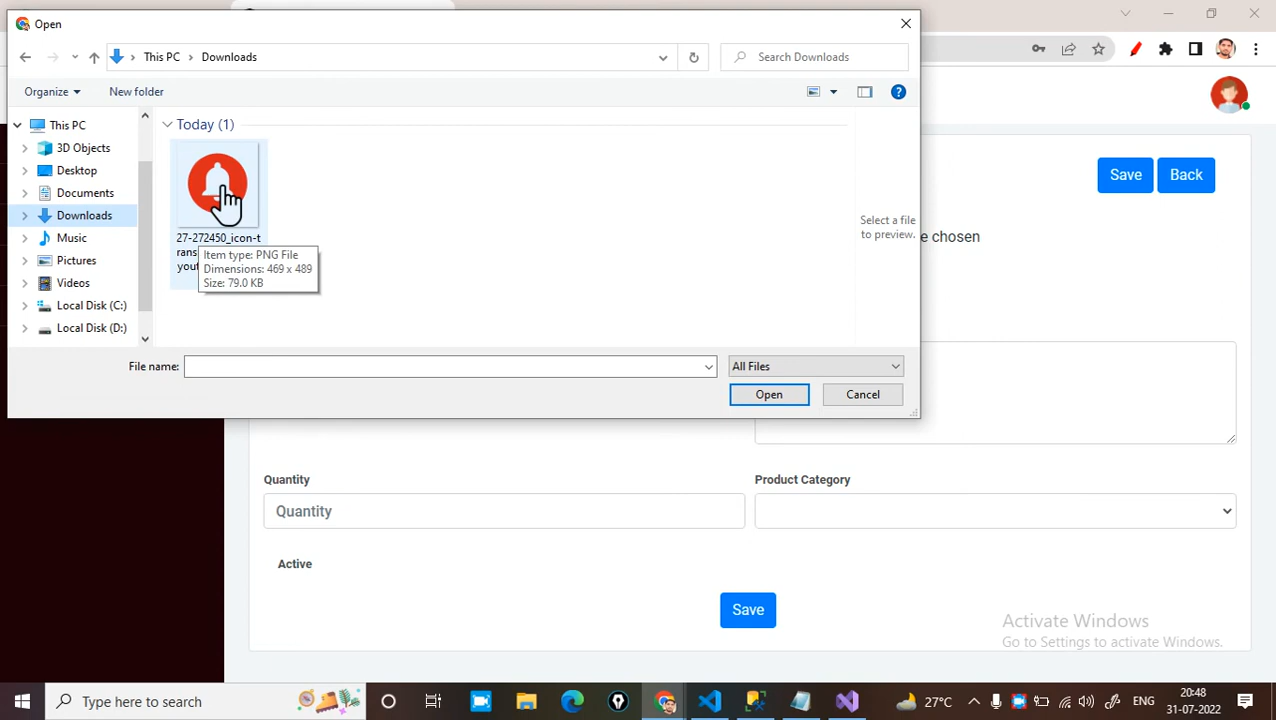 Open
This PC
Downloads
Search Downloads
Organize
New folder
This PC
3D Objects
Desktop
Documents
Downloads
Music
Pictures
Videos
Local Disk (C:)
Local Disk (D:)
Today (1)
27-272450_icon-t
Item type: PNG File
Dimensions: 469 x 489
Size: 79.0 KB
Select a file
to preview.
File name:
All Files
Open
Cancel
Save
Back
chosen
Quantity
Quantity
Product Category
Active
Save
Activate Windows
Go to Settings to activate Windows.
Type here to search
27°C
ENG
20:48
31-07-2022